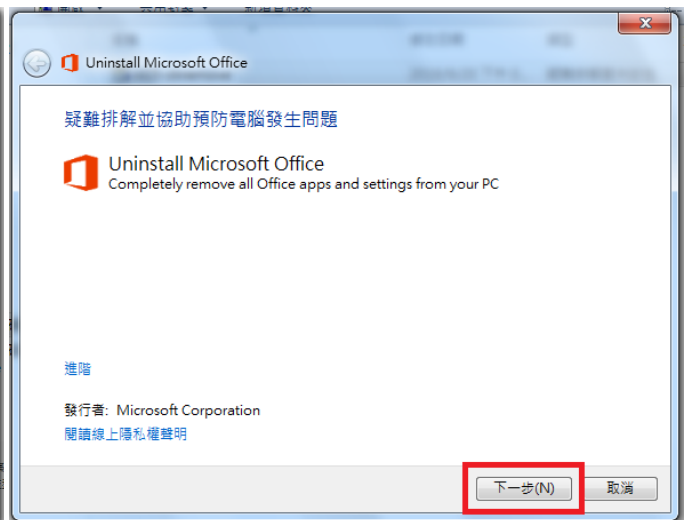 Uninstall Microsoft Office
疑難排解並協助預防電腦發生問題
Uninstall Microsoft Office
Completely remove all Office apps and settings from your PC
進階
發行者: Microsoft Corporation
閱讀線上隱私權聲明
下一步(N)
取消